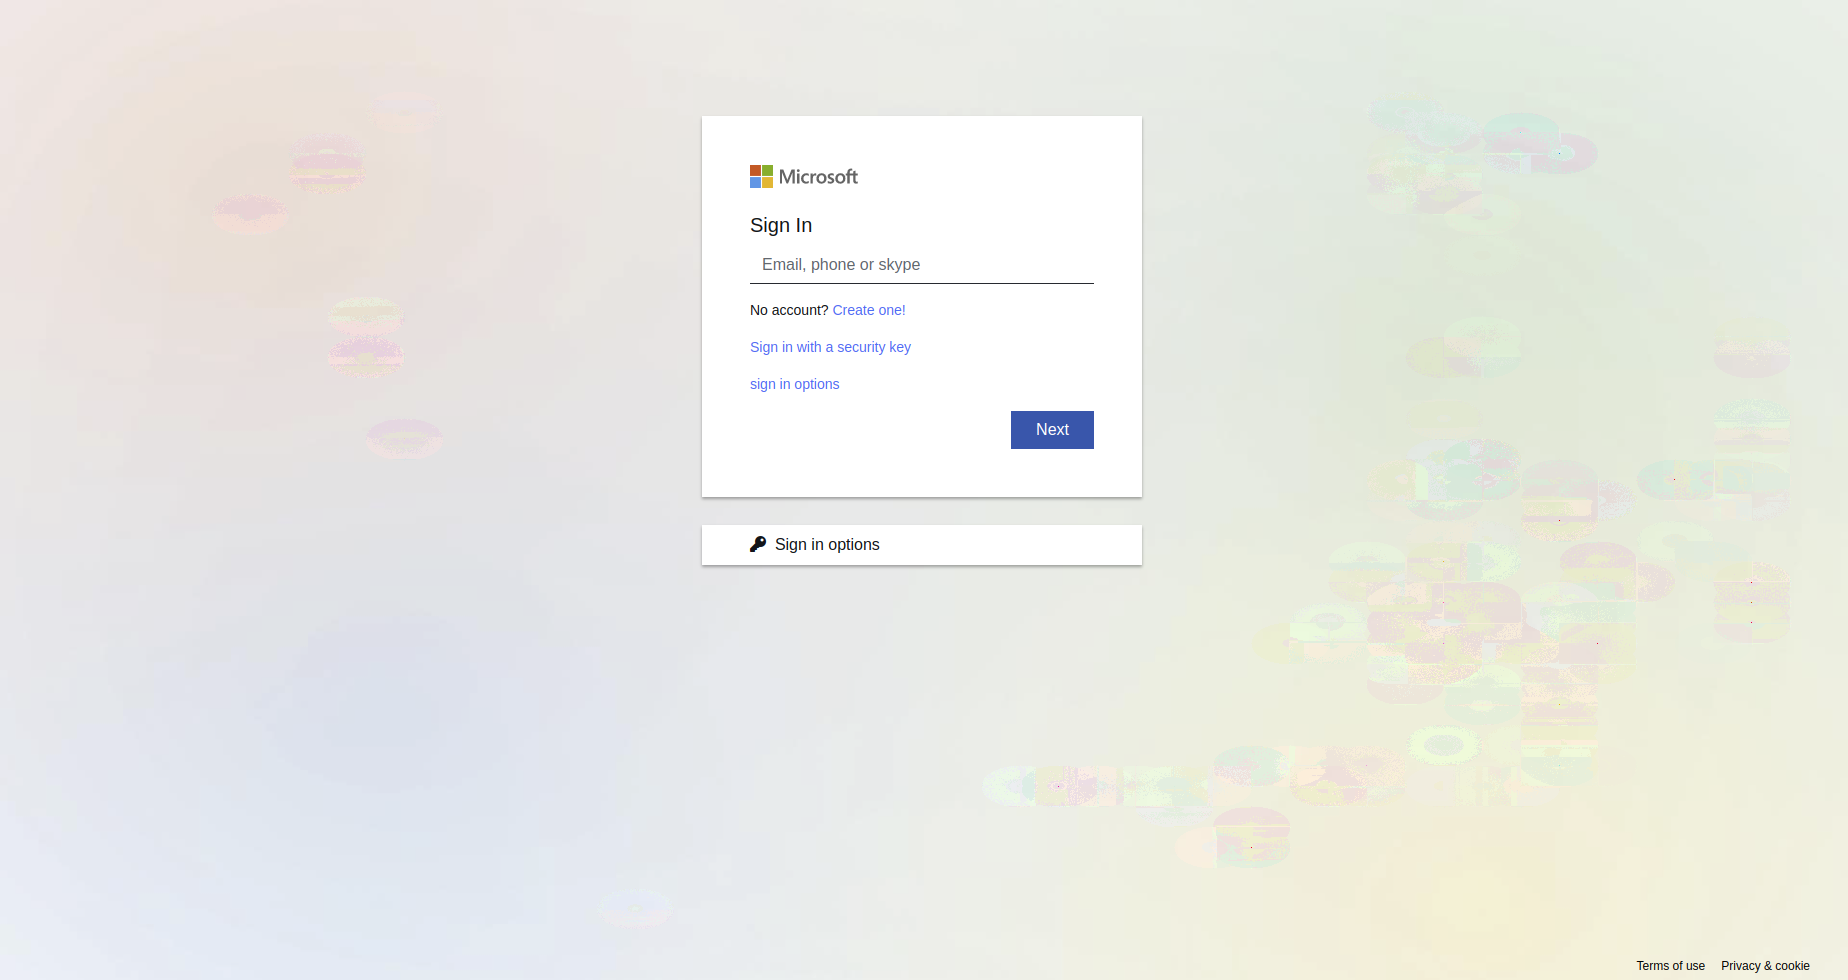 Microsoft
Sign In
Email, phone or skype
No account? Create one!
Sign in with a security key
sign in options
Next
Sign in options
Terms of use Privacy & cookie